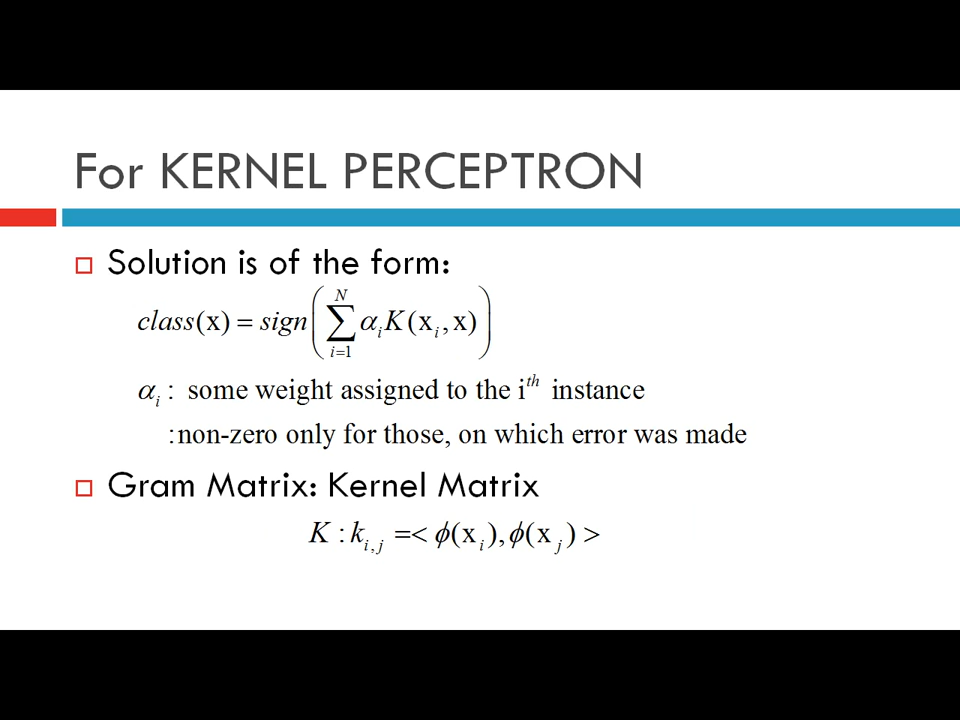 For KERNEL PERCEPTRON
Solution is of the form:
class(x) = sign( ∑_{i=1}^{N} α_i K(x_i, x) )
α_i : some weight assigned to the i^th instance
:non-zero only for those, on which error was made
Gram Matrix: Kernel Matrix
K : k_{i,j} =< ϕ(x_i), ϕ(x_j) >